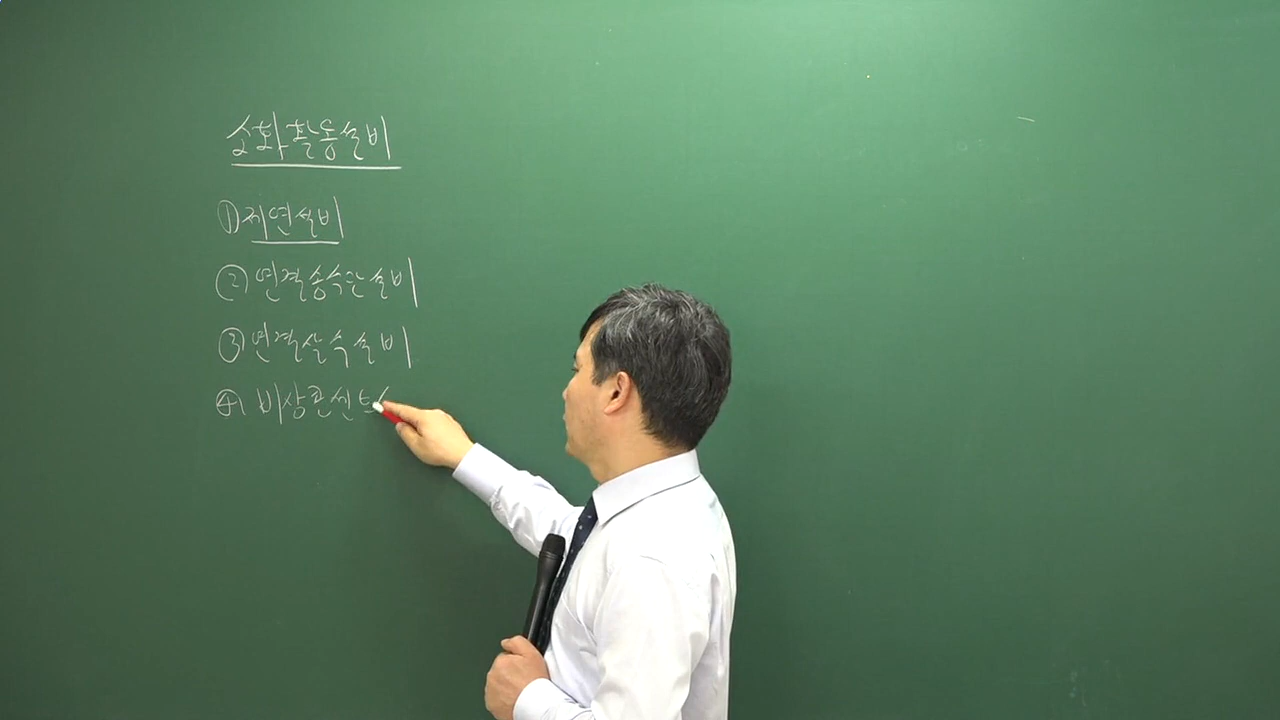 소화활동설비
① 제연설비
② 연결송수관설비
③ 연결살수설비
④ 비상콘센트